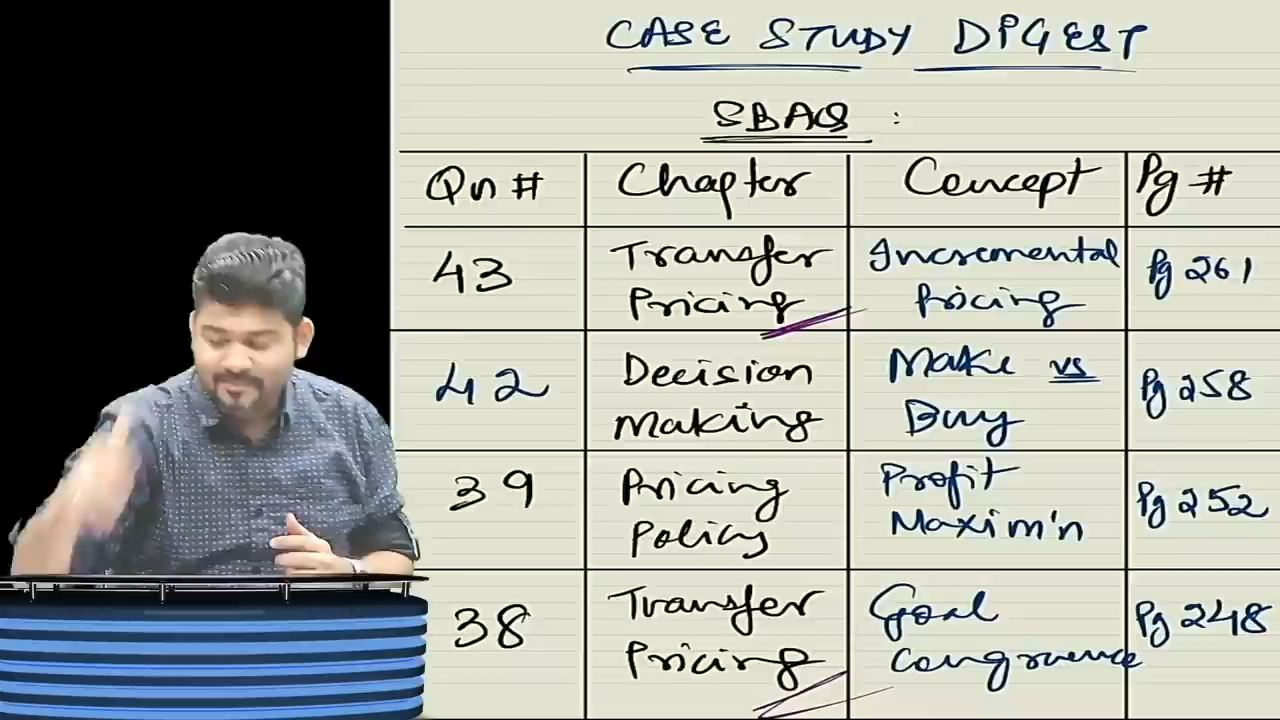 CASE STUDY DIGEST
SBAQ :
Qn # Chapter Concept Pg #
43 Transfer Pricing Incremental Pricing Pg 261
42 Decision Making Make vs Buy Pg 258
39 Pricing Policy Profit Maxim'n Pg 252
38 Transfer Pricing Goal Congruence Pg 248